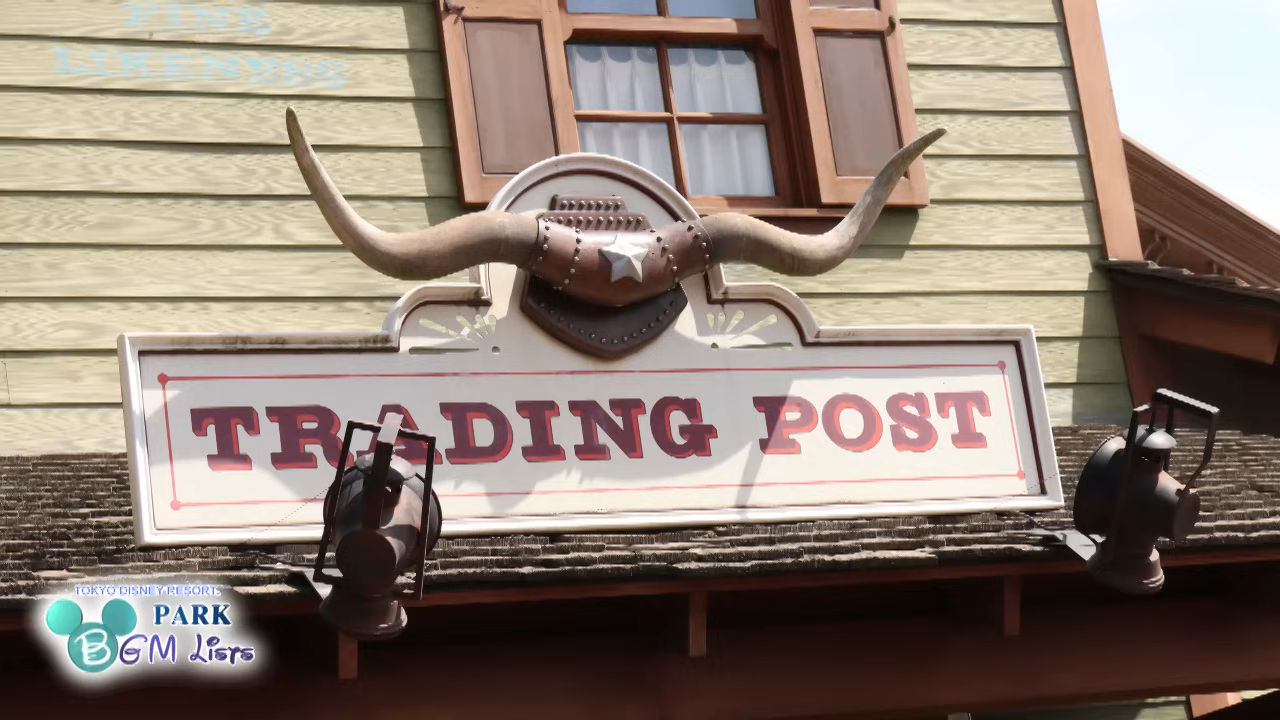 FINE
LIKENESS
TRADING POST
TOKYO DISNEY RESORT
PARK
BGM Lists